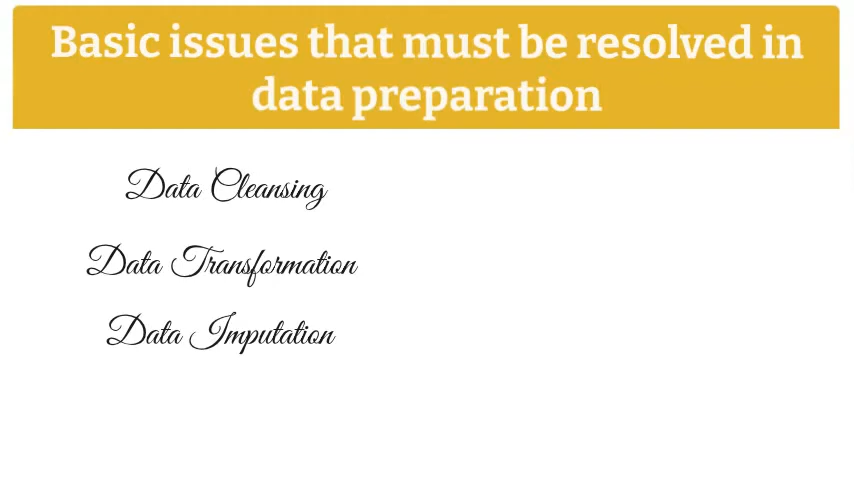 Basic issues that must be resolved in
data preparation
Data Cleansing
Data Transformation
Data Imputation